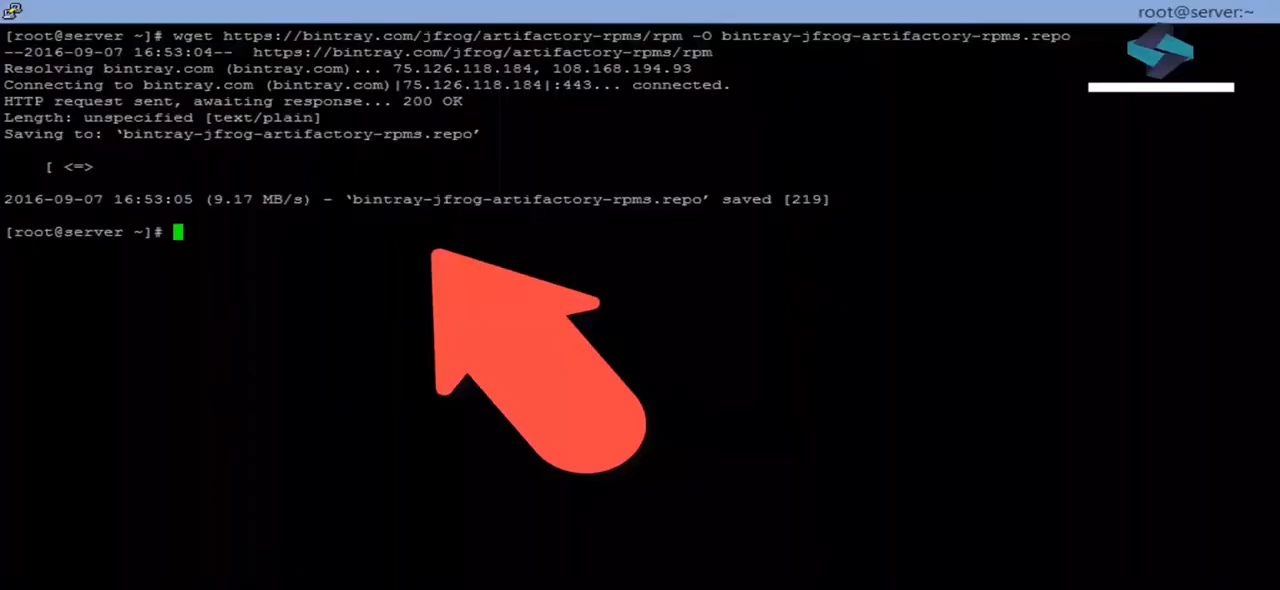 root@server:~
[root@server ~]# wget https://bintray.com/jfrog/artifactory-rpms/rpm -O bintray-jfrog-artifactory-rpms.repo
--2016-09-07 16:53:04--  https://bintray.com/jfrog/artifactory-rpms/rpm
Resolving bintray.com (bintray.com)... 75.126.118.184, 108.168.194.93
Connecting to bintray.com (bintray.com)|75.126.118.184|:443... connected.
HTTP request sent, awaiting response... 200 OK
Length: unspecified [text/plain]
Saving to: ‘bintray-jfrog-artifactory-rpms.repo’
[ <=>
2016-09-07 16:53:05 (9.17 MB/s) - ‘bintray-jfrog-artifactory-rpms.repo’ saved [219]
[root@server ~]#